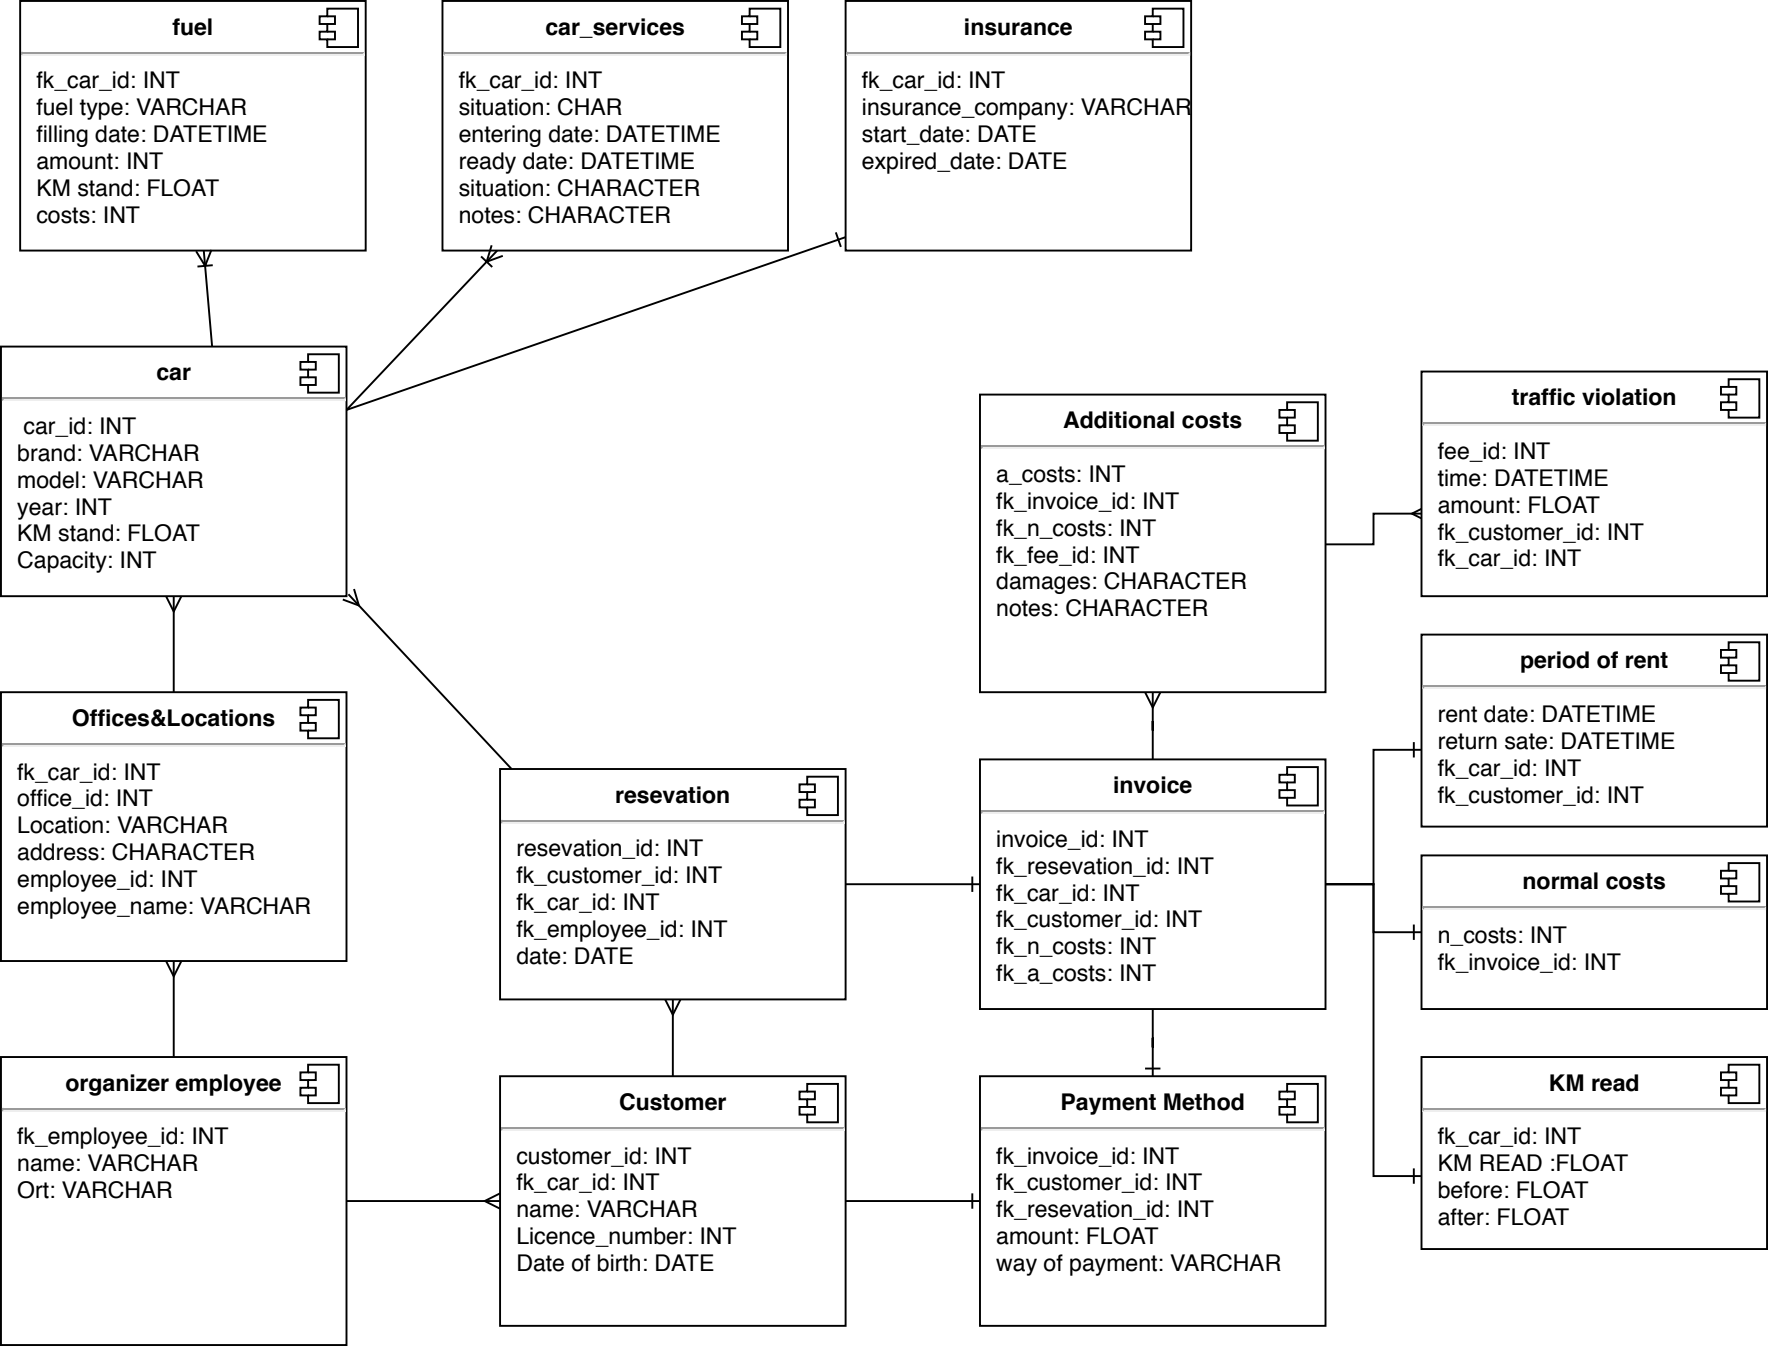 fuel
fk_car_id: INT
fuel type: VARCHAR
filling date: DATETIME
amount: INT
KM stand: FLOAT
costs: INT
car_services
fk_car_id: INT
situation: CHAR
entering date: DATETIME
ready date: DATETIME
situation: CHARACTER
notes: CHARACTER
insurance
fk_car_id: INT
insurance_company: VARCHAR
start_date: DATE
expired_date: DATE
car
car_id: INT
brand: VARCHAR
model: VARCHAR
year: INT
KM stand: FLOAT
Capacity: INT
Additional costs
a_costs: INT
fk_invoice_id: INT
fk_n_costs: INT
fk_fee_id: INT
damages: CHARACTER
notes: CHARACTER
traffic violation
fee_id: INT
time: DATETIME
amount: FLOAT
fk_customer_id: INT
fk_car_id: INT
period of rent
rent date: DATETIME
return sate: DATETIME
fk_car_id: INT
fk_customer_id: INT
Offices&Locations
fk_car_id: INT
office_id: INT
Location: VARCHAR
address: CHARACTER
employee_id: INT
employee_name: VARCHAR
resevation
resevation_id: INT
fk_customer_id: INT
fk_car_id: INT
fk_employee_id: INT
date: DATE
invoice
invoice_id: INT
fk_resevation_id: INT
fk_car_id: INT
fk_customer_id: INT
fk_n_costs: INT
fk_a_costs: INT
normal costs
n_costs: INT
fk_invoice_id: INT
organizer employee
fk_employee_id: INT
name: VARCHAR
Ort: VARCHAR
Customer
customer_id: INT
fk_car_id: INT
name: VARCHAR
Licence_number: INT
Date of birth: DATE
Payment Method
fk_invoice_id: INT
fk_customer_id: INT
fk_resevation_id: INT
amount: FLOAT
way of payment: VARCHAR
KM read
fk_car_id: INT
KM READ :FLOAT
before: FLOAT
after: FLOAT